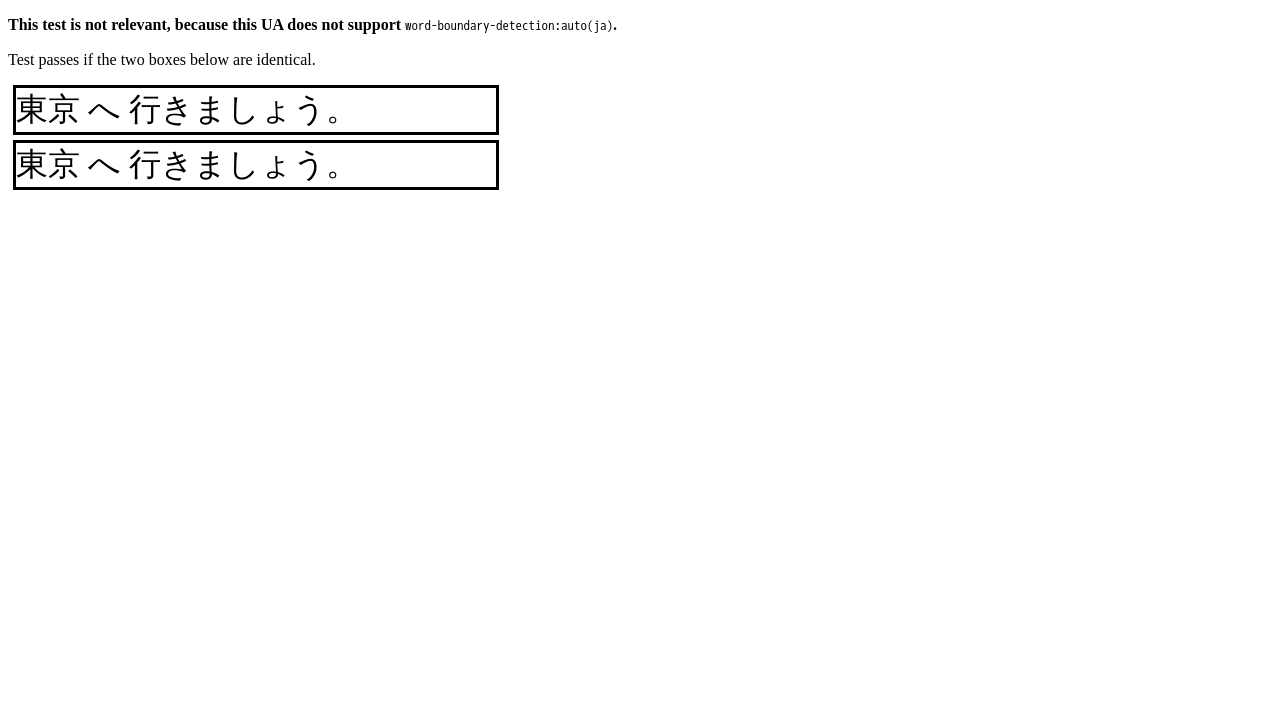 This test is not relevant, because this UA does not support word-boundary-detection:auto(ja).
Test passes if the two boxes below are identical.
東京 へ 行きましょう。
東京 へ 行きましょう。